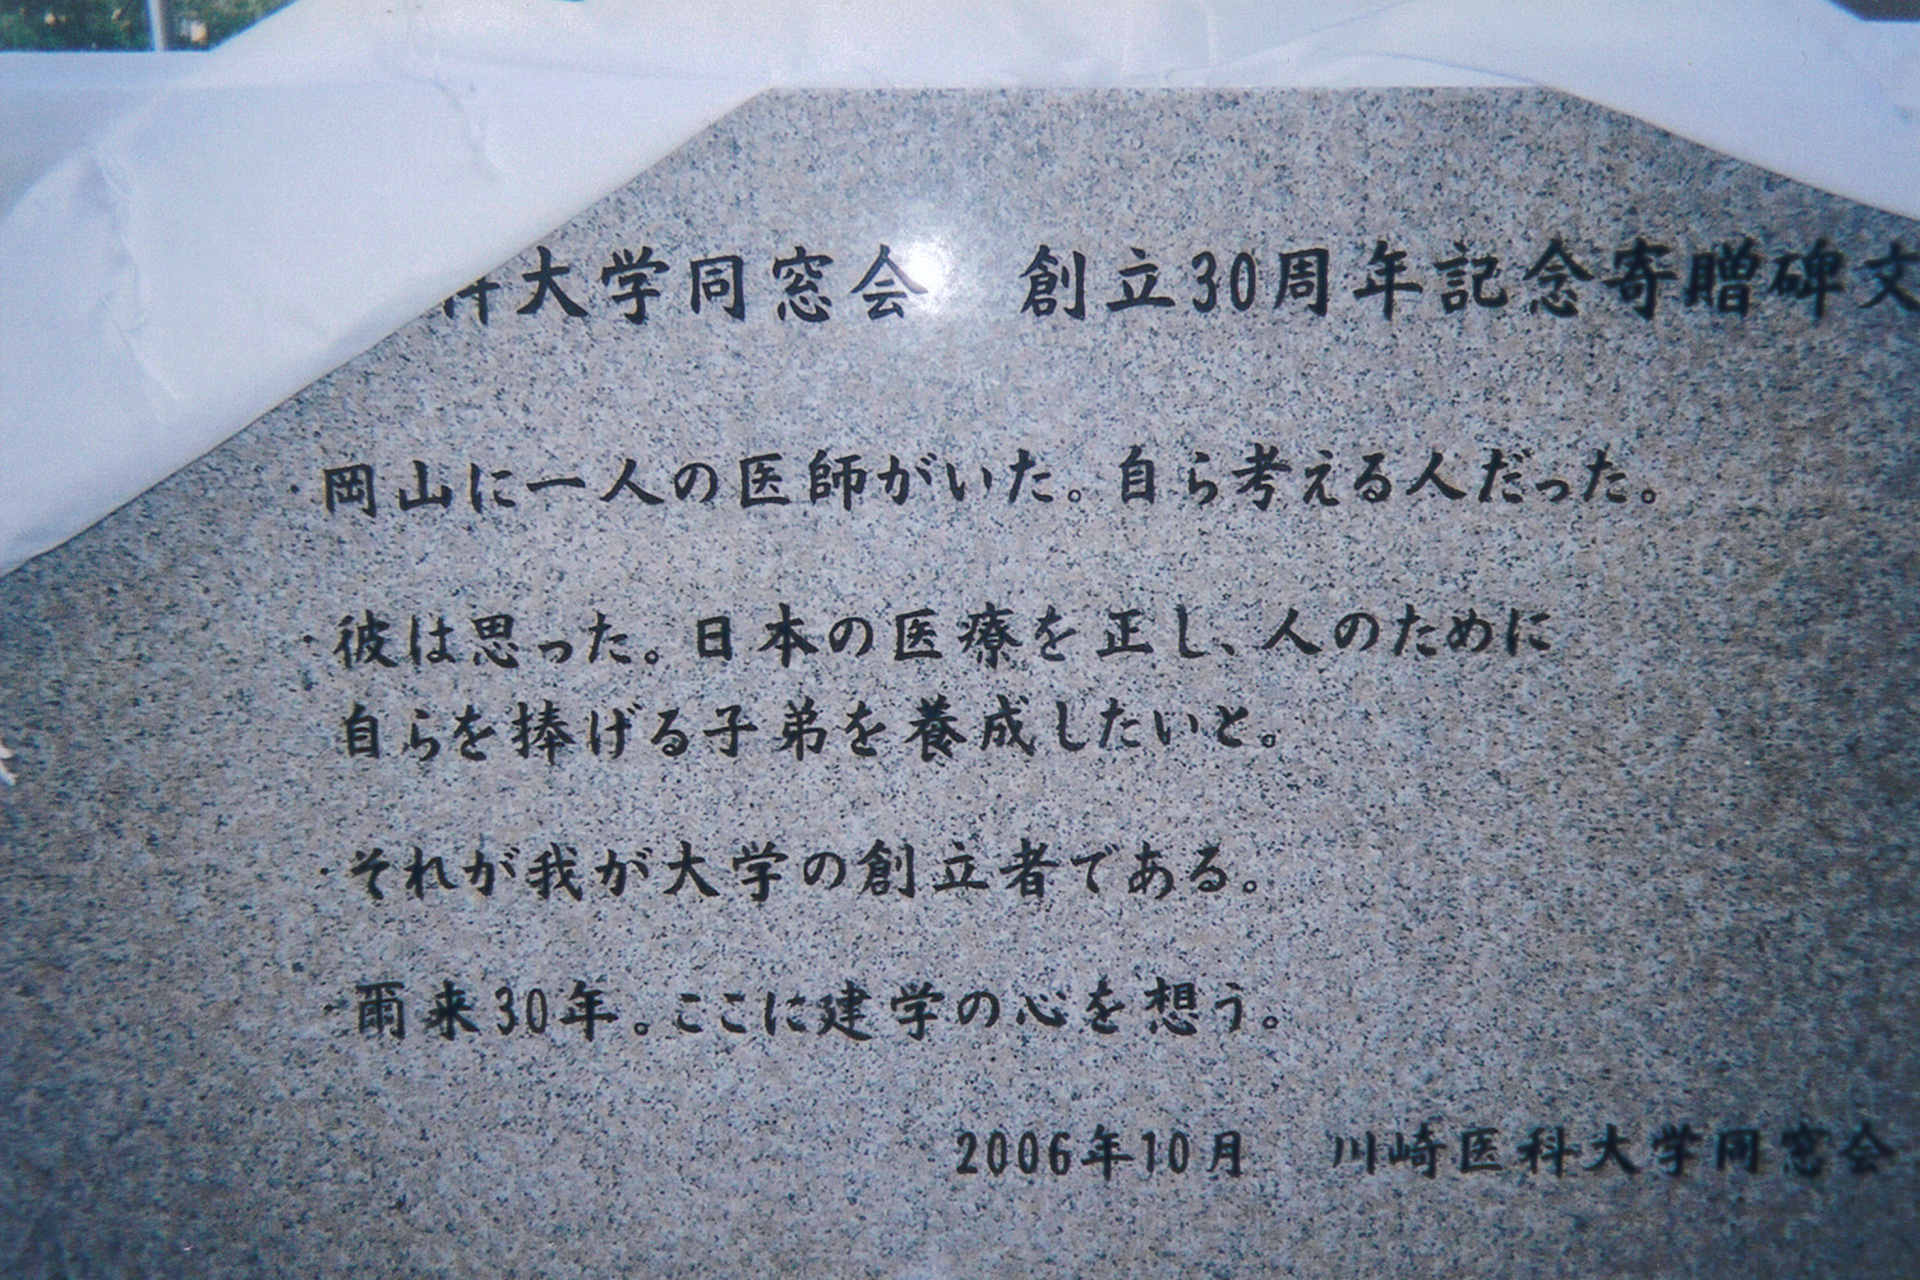 科大学同窓会　創立30周年記念寄贈碑文
・岡山に一人の医師がいた。自ら考える人だった。
・彼は思った。日本の医療を正し、人のために
自らを捧げる子弟を養成したいと。
・それが我が大学の創立者である。
・爾来30年。ここに建学の心を想う。
2006年10月　川崎医科大学同窓会